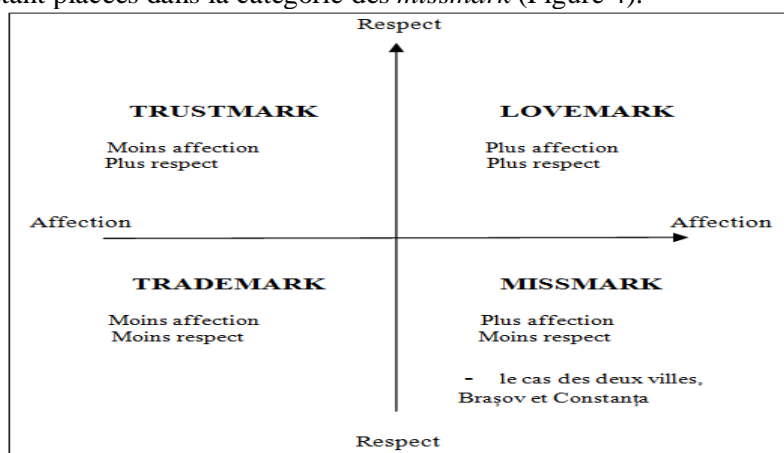 tant placées dans la catégorie des missmark (Figure 4).
Respect
TRUSTMARK
Moins affection
Plus respect
LOVEMARK
Plus affection
Plus respect
Affection
Affection
TRADEMARK
Moins affection
Moins respect
MISSMARK
Plus affection
Moins respect
- le cas des deux villes,
Braşov et Constanţa
Respect